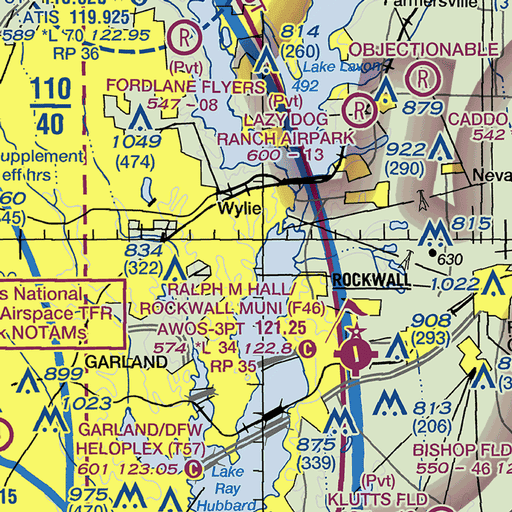 ATIS 119.925
589 *L 70 122.95
RP 36
Farmersville
814
(260)
OBJECTIONABLE
Lake Lavon
492
(Pvt)
FORDLANE FLYERS
547 - 08
110
40
1049
(474)
(Pvt)
LAZY DOG
RANCH AIRPARK
600 - 13
R
R
R
879
CADDO
542
922
(290)
supplement
eff hrs
Neva
60
Wylie
815
630
834
(322)
1022
ROCKWALL
s National
Airspace TFR
k NOTAMs
RALPH M HALL/
ROCKWALL MUNI (F46)
AWOS-3PT 121.25
574 *L 34 122.8 C
RP 35
908
(293)
GARLAND
899
1023
813
(206)
GARLAND/DFW
HELOPLEX (T57)
601 123.05 C
875
(339)
BISHOP FLD
550 - 46
(Pvt)
KLUTTS FLD
Lake
Ray
Hubbard
15
975
(470)